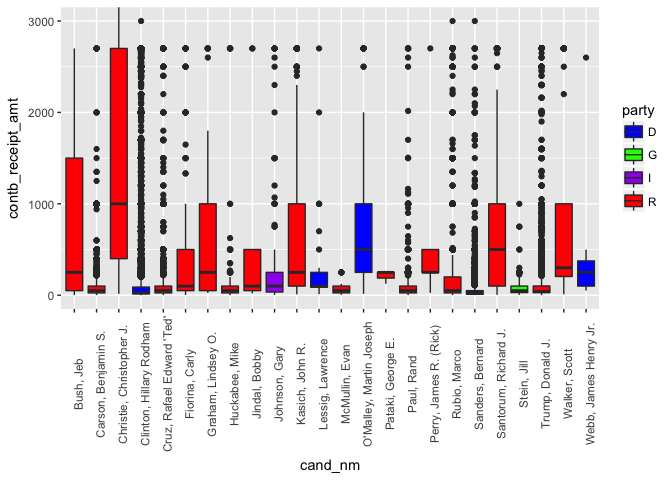 3000
2000
1000
0
contb_receipt_amt
Bush, Jeb
Carson, Benjamin S.
Christie, Christopher J.
Clinton, Hillary Rodham
Cruz, Rafael Edward 'Ted'
Fiorina, Carly
Graham, Lindsey O.
Huckabee, Mike
Jindal, Bobby
Johnson, Gary
Kasich, John R.
Lessig, Lawrence
McMullin, Evan
O'Malley, Martin Joseph
Pataki, George E.
Paul, Rand
Perry, James R. (Rick)
Rubio, Marco
Sanders, Bernard
Santorum, Richard J.
Stein, Jill
Trump, Donald J.
Walker, Scott
Webb, James Henry Jr.
cand_nm
party
D
G
I
R